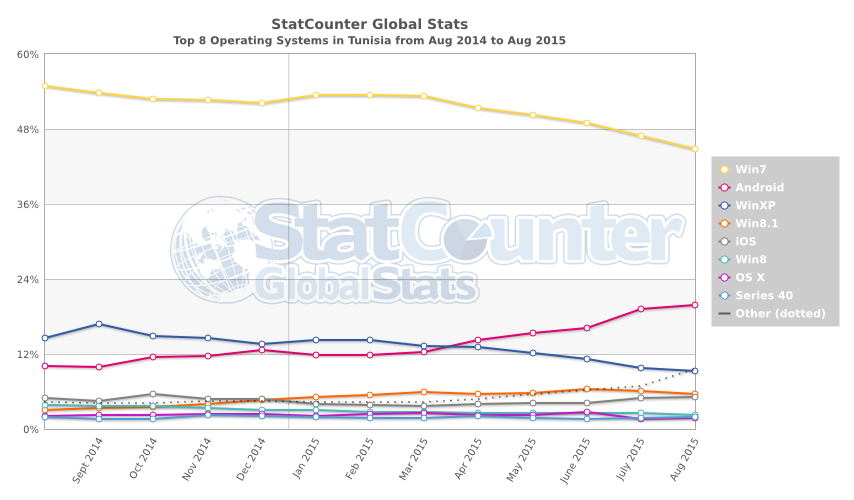 StatCounter Global Stats
Top 8 Operating Systems in Tunisia from Aug 2014 to Aug 2015
60%
48%
36%
24%
12%
0%
StatCounter
GlobalStats
Win7
Android
WinXP
Win8.1
iOS
Win8
OS X
Series 40
Other (dotted)
Sept 2014
Oct 2014
Nov 2014
Dec 2014
Jan 2015
Feb 2015
Mar 2015
Apr 2015
May 2015
June 2015
July 2015
Aug 2015